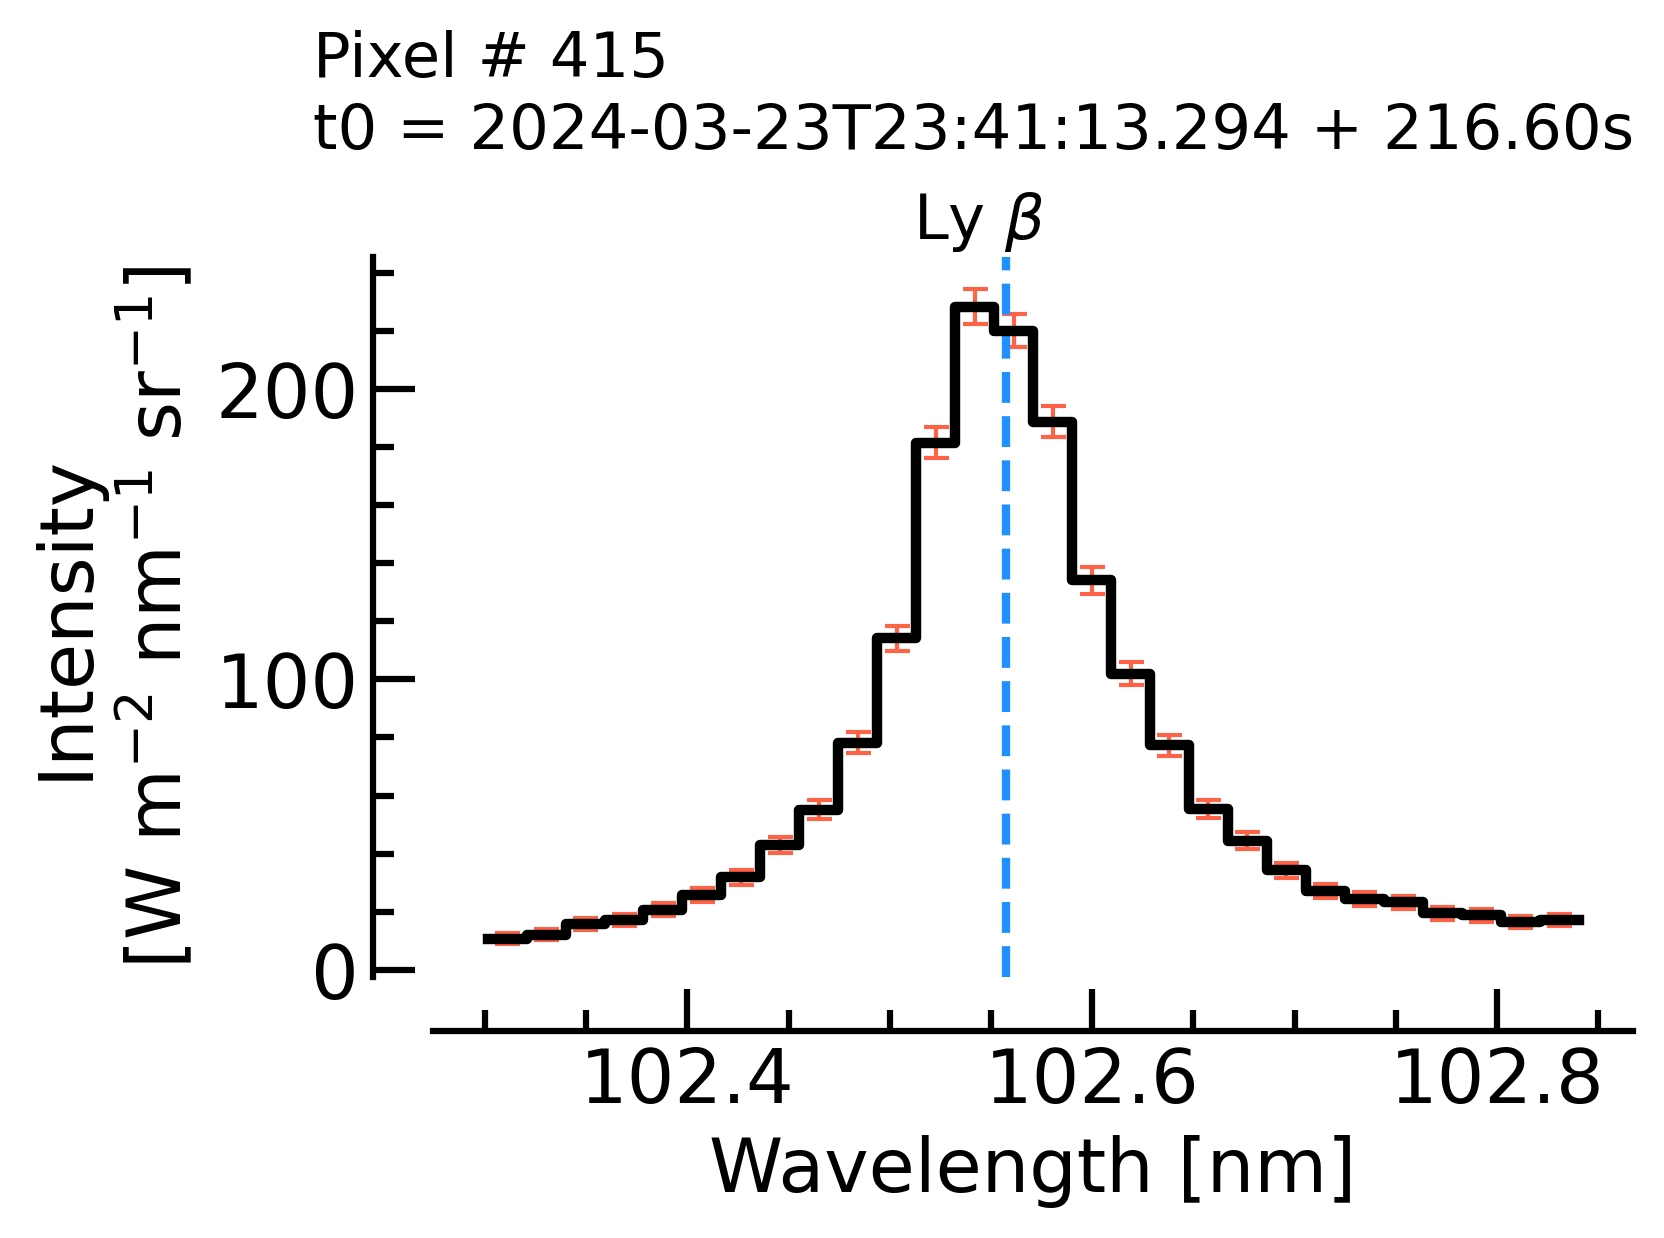 Pixel # 415
t0 = 2024-03-23T23:41:13.294 + 216.60s
Ly β
Intensity
[W m⁻² nm⁻¹ sr⁻¹]
200
100
0
102.4 102.6 102.8
Wavelength [nm]